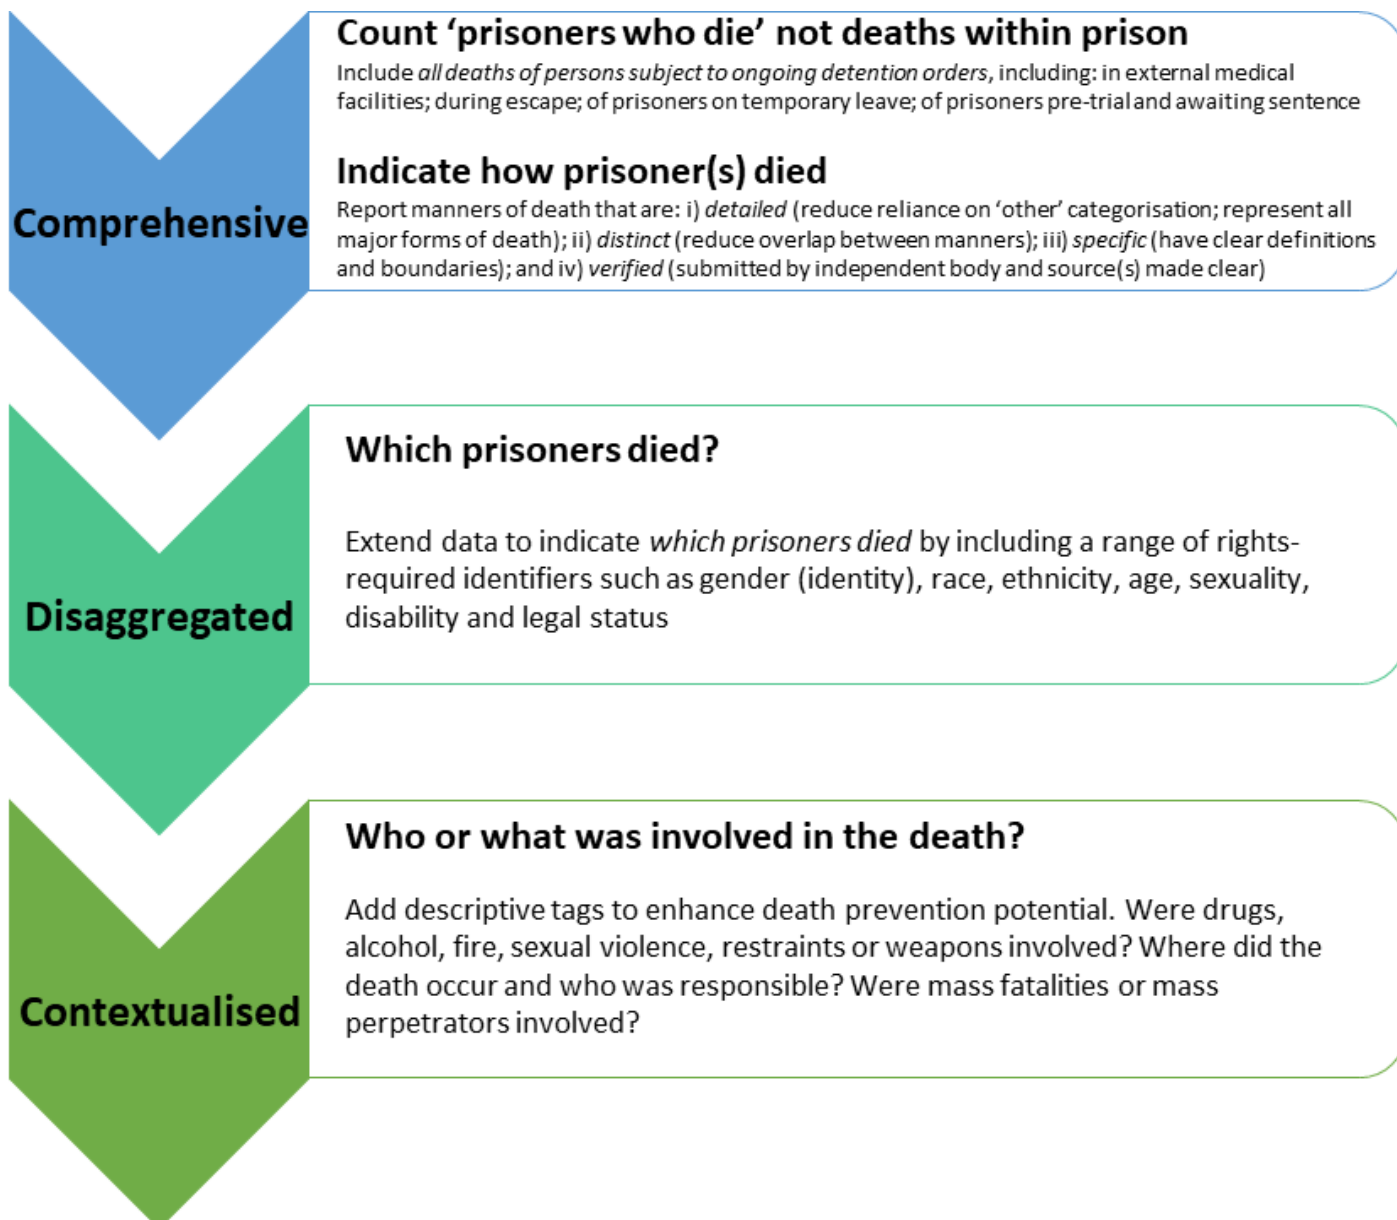 Count ‘prisoners who die’ not deaths within prison
Include all deaths of persons subject to ongoing detention orders, including: in external medical
facilities; during escape; of prisoners on temporary leave; of prisoners pre-trial and awaiting sentence
Indicate how prisoner(s) died
Comprehensive
Report manners of death that are: i) detailed (reduce reliance on ‘other’ categorisation; represent all
major forms of death); ii) distinct (reduce overlap between manners); iii) specific (have clear definitions
and boundaries); and iv) verified (submitted by independent body and source(s) made clear)
Which prisoners died?
Disaggregated
Extend data to indicate which prisoners died by including a range of rights-
required identifiers such as gender (identity), race, ethnicity, age, sexuality,
disability and legal status
Who or what was involved in the death?
Contextualised
Add descriptive tags to enhance death prevention potential. Were drugs,
alcohol, fire, sexual violence, restraints or weapons involved? Where did the
death occur and who was responsible? Were mass fatalities or mass
perpetrators involved?